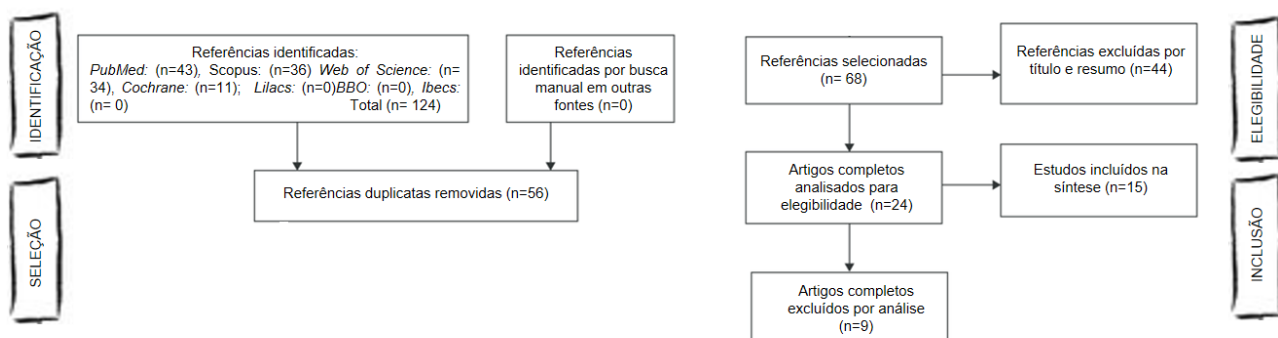 IDENTIFICAÇÃO
Referências identificadas:
PubMed: (n=43), Scopus: (n=36) Web of Science: (n=
34), Cochrane: (n=11); Lilacs: (n=0)BBO: (n=0), Ibecs:
(n= 0) Total (n= 124)
Referências
identificadas por busca
manual em outras
fontes (n=0)
SELEÇÃO
Referências duplicatas removidas (n=56)
Referências selecionadas
(n= 68)
Referências excluídas por
título e resumo (n=44)
ELEGIBILIDADE
Artigos completos
analisados para
elegibilidade (n=24)
Estudos incluídos na
síntese (n=15)
INCLUSÃO
Artigos completos
excluídos por análise
(n=9)